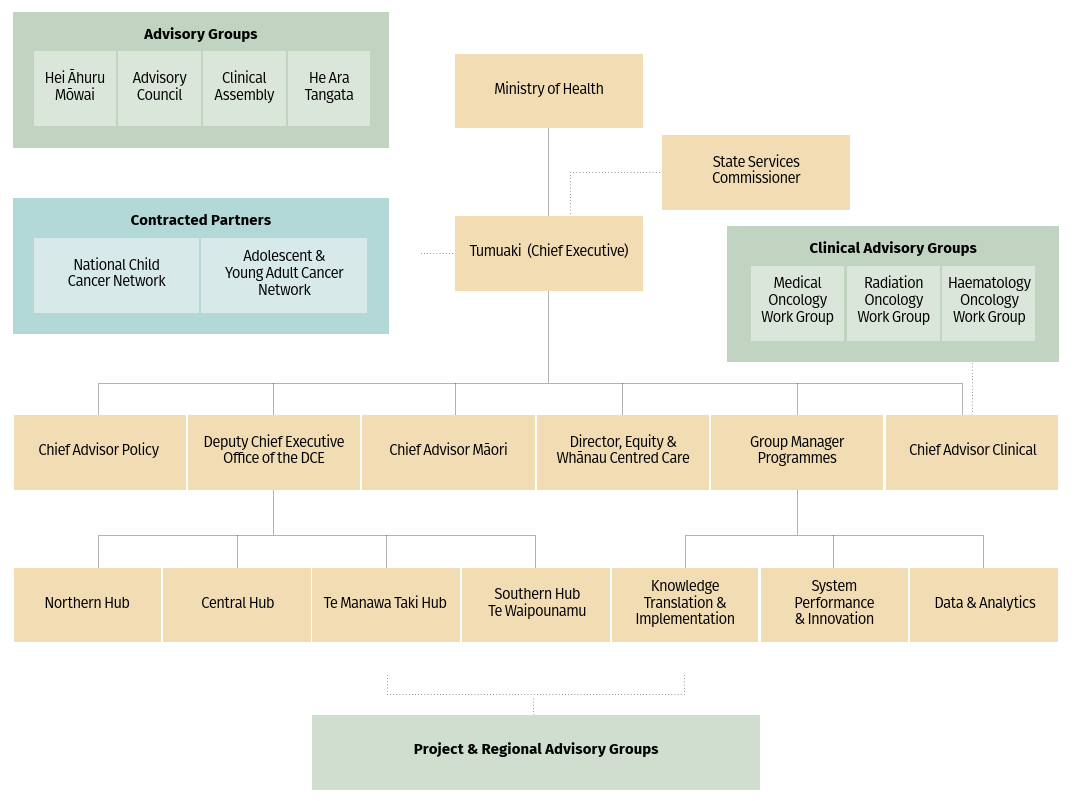 Advisory Groups
Hei Āhuru
Mōwai
Advisory
Council
Clinical
Assembly
He Ara
Tangata
Ministry of Health
State Services
Commissioner
Contracted Partners
National Child
Cancer Network
Adolescent &
Young Adult Cancer
Network
Tumuaki (Chief Executive)
Clinical Advisory Groups
Medical
Oncology
Work Group
Radiation
Oncology
Work Group
Haematology
Oncology
Work Group
Chief Advisor Policy
Deputy Chief Executive
Office of the DCE
Chief Advisor Māori
Director, Equity &
Whānau Centred Care
Group Manager
Programmes
Chief Advisor Clinical
Northern Hub
Central Hub
Te Manawa Taki Hub
Southern Hub
Te Waipounamu
Knowledge
Translation &
Implementation
System
Performance
& Innovation
Data & Analytics
Project & Regional Advisory Groups